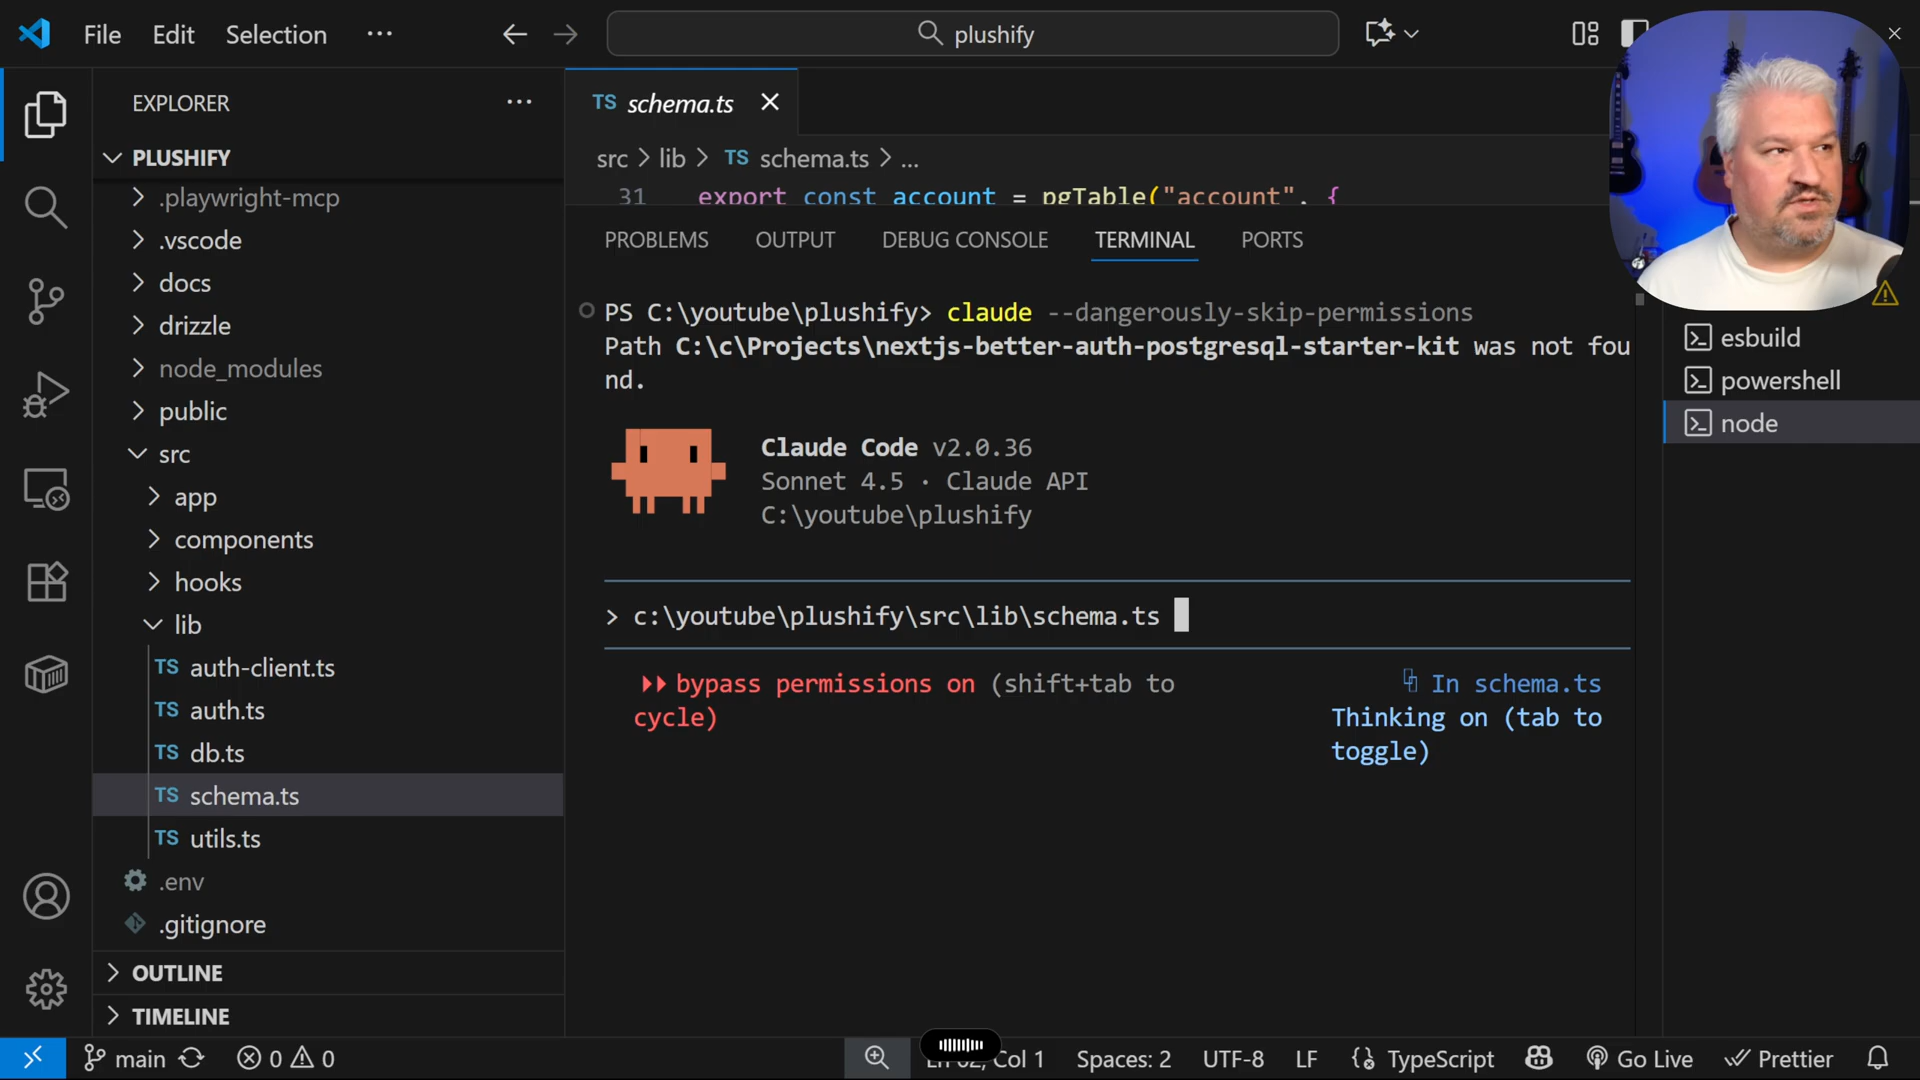 File Edit Selection ···
plushify
EXPLORER ···
PLUSHIFY
.playwright-mcp
.vscode
docs
drizzle
node_modules
public
src
app
components
hooks
lib
TS auth-client.ts
TS auth.ts
TS db.ts
TS schema.ts
TS utils.ts
.env
.gitignore
OUTLINE
TIMELINE
TS schema.ts
src > lib > TS schema.ts > ...
31 export const account = pgTable("account", {
PROBLEMS OUTPUT DEBUG CONSOLE TERMINAL PORTS
PS C:\youtube\plushify> claude --dangerously-skip-permissions
Path C:\c\Projects\nextjs-better-auth-postgresql-starter-kit was not fou
nd.
Claude Code v2.0.36
Sonnet 4.5 · Claude API
C:\youtube\plushify
> c:\youtube\plushify\src\lib\schema.ts
bypass permissions on (shift+tab to
cycle)
In schema.ts
Thinking on (tab to
toggle)
esbuild
powershell
node
main 0 0 Col 1 Spaces: 2 UTF-8 LF TypeScript Go Live Prettier